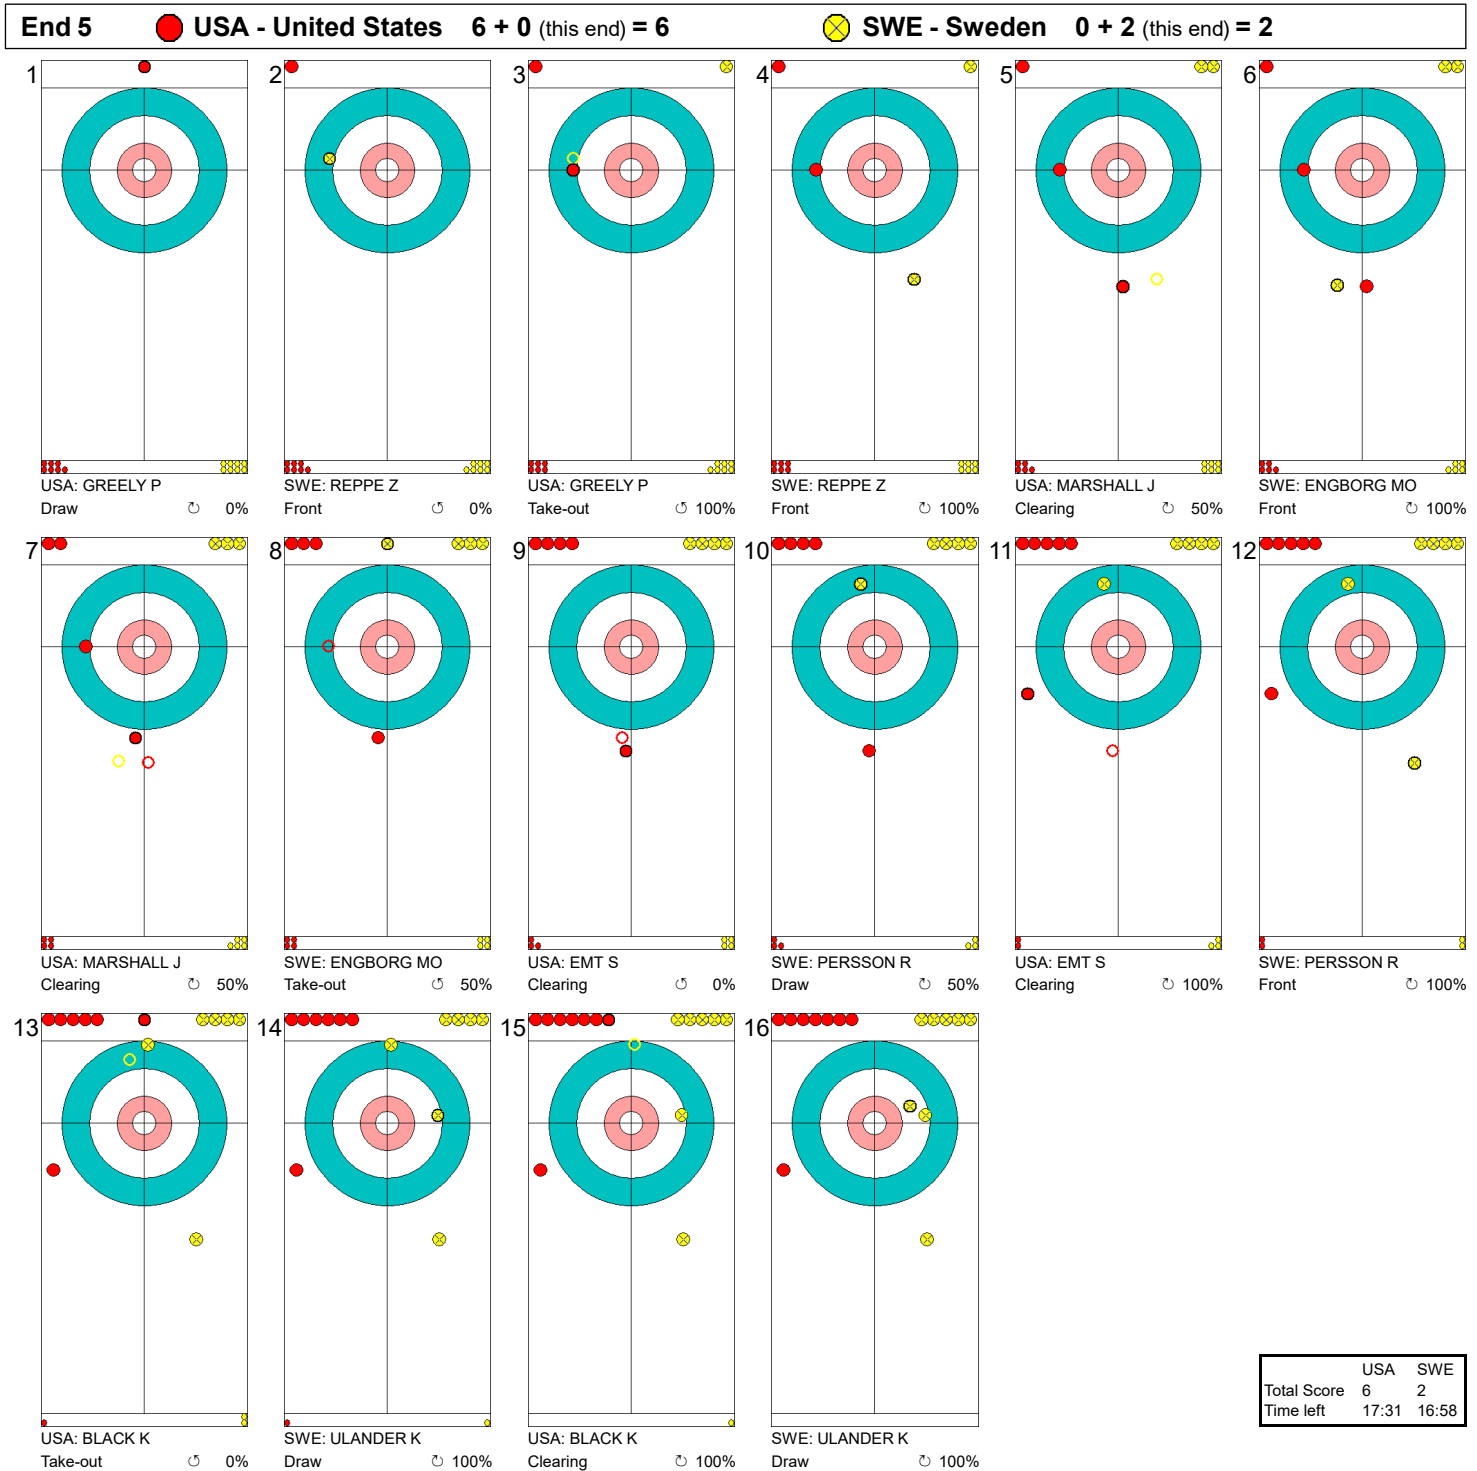 End 5 USA - United States 6 + 0 (this end) = 6 SWE - Sweden 0 + 2 (this end) = 2
1 2 3 4 5 6
USA: GREELY P SWE: REPPE Z USA: GREELY P SWE: REPPE Z USA: MARSHALL J SWE: ENGBORG MO
Draw ↻ 0% Front ↺ 0% Take-out ↺ 100% Front ↻ 100% Clearing ↻ 50% Front ↻ 100%
7 8 9 10 11 12
USA: MARSHALL J SWE: ENGBORG MO USA: EMT S SWE: PERSSON R USA: EMT S SWE: PERSSON R
Clearing ↻ 50% Take-out ↺ 50% Clearing ↺ 0% Draw ↻ 50% Clearing ↻ 100% Front ↻ 100%
13 14 15 16
USA: BLACK K SWE: ULANDER K USA: BLACK K SWE: ULANDER K
Take-out ↺ 0% Draw ↻ 100% Clearing ↻ 100% Draw ↻ 100%
USA SWE
Total Score 6 2
Time left 17:31 16:58